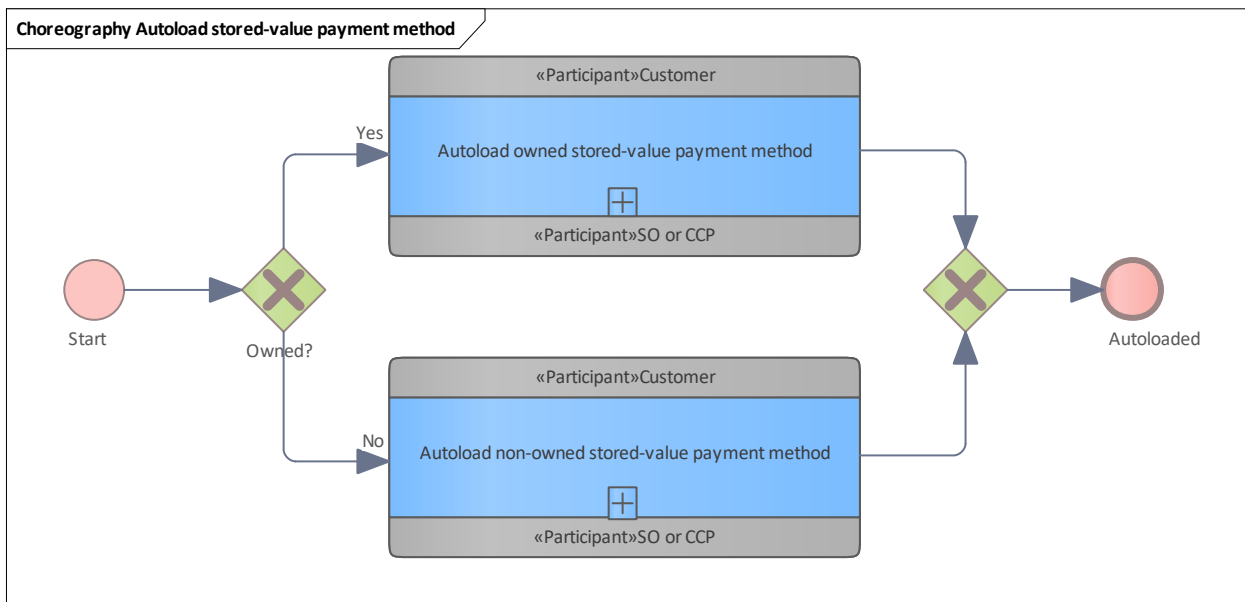 Choreography Autoload stored-value payment method
«Participant»Customer
Yes
Autoload owned stored-value payment method
«Participant»SO or CCP
Start
Owned?
Autoloaded
«Participant»Customer
No
Autoload non-owned stored-value payment method
«Participant»SO or CCP